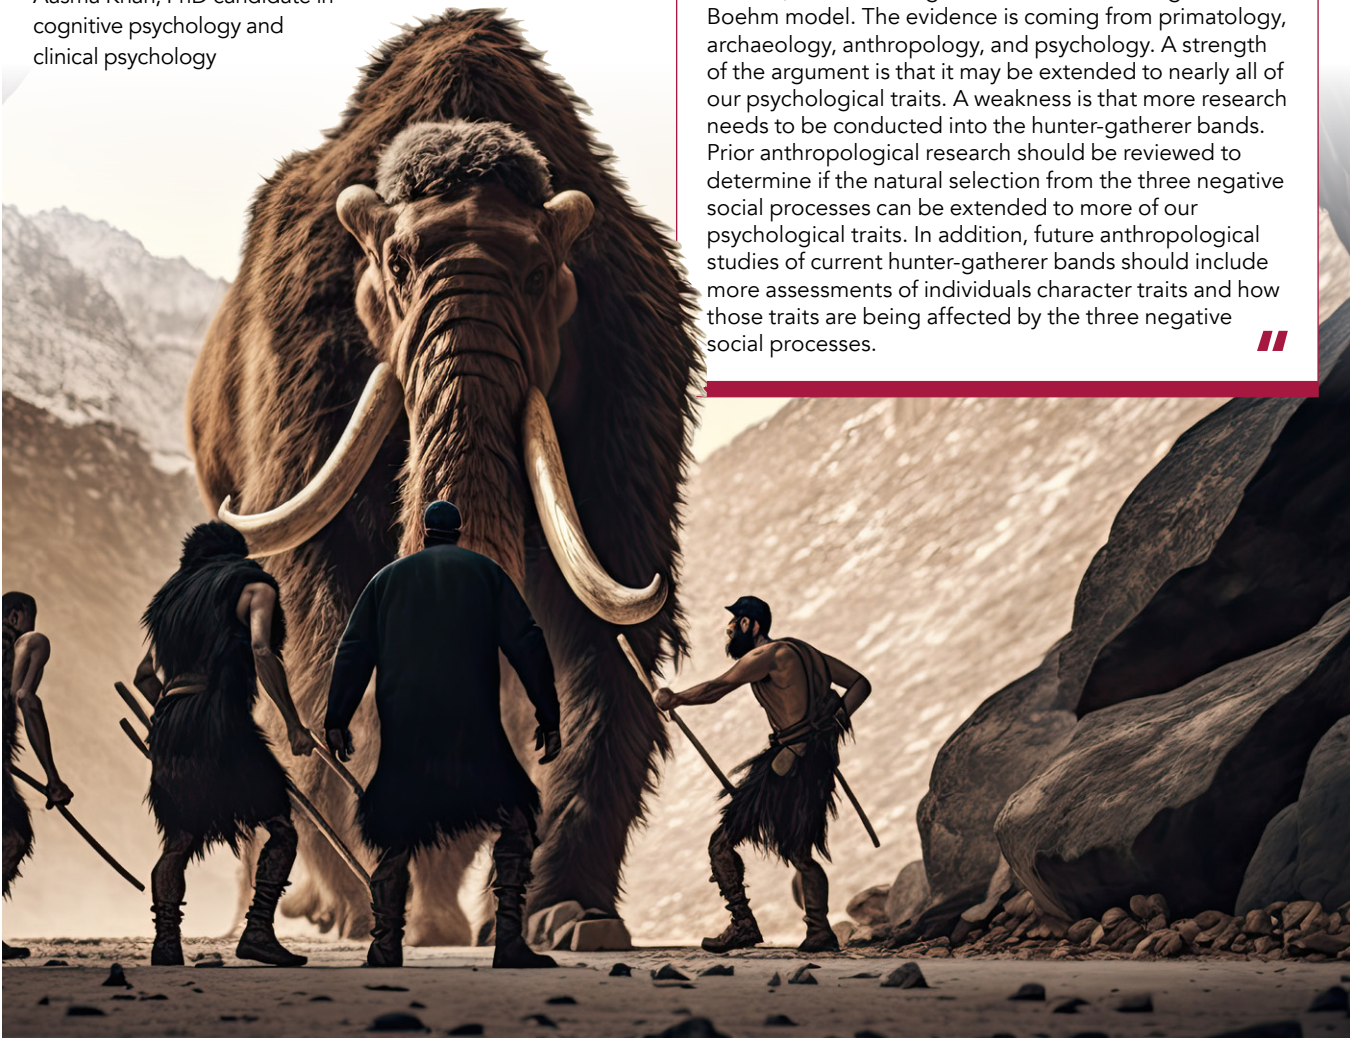 Aasma Khan, PhD candidate in
cognitive psychology and
clinical psychology
Boehm model. The evidence is coming from primatology,
archaeology, anthropology, and psychology. A strength
of the argument is that it may be extended to nearly all of
our psychological traits. A weakness is that more research
needs to be conducted into the hunter-gatherer bands.
Prior anthropological research should be reviewed to
determine if the natural selection from the three negative
social processes can be extended to more of our
psychological traits. In addition, future anthropological
studies of current hunter-gatherer bands should include
more assessments of individuals character traits and how
those traits are being affected by the three negative
social processes.
"